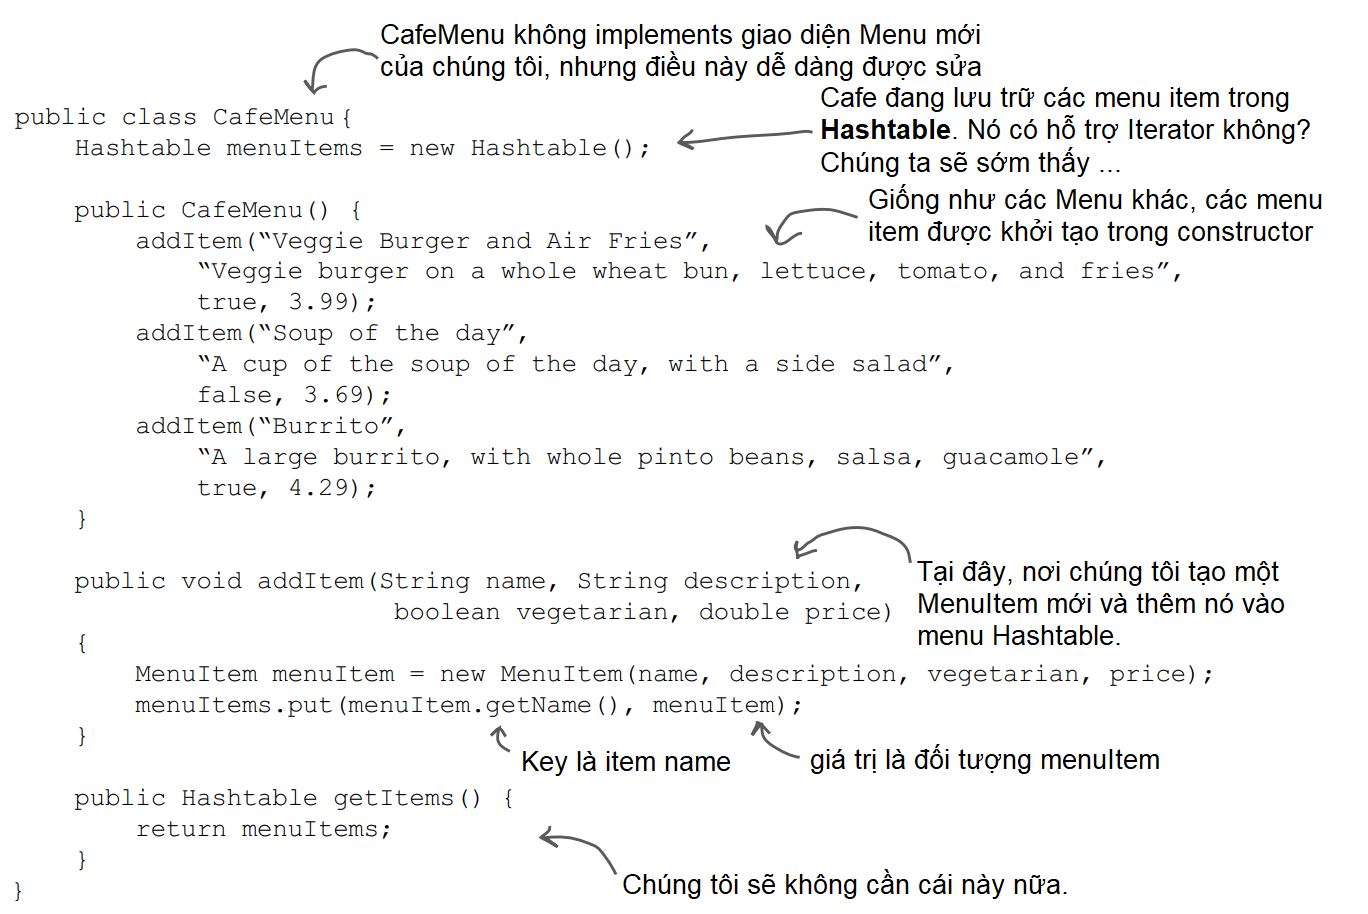 CafeMenu không implements giao diện Menu mới
của chúng tôi, nhưng điều này dễ dàng được sửa
public class CafeMenu{
Hashtable menuItems = new Hashtable();
Cafe đang lưu trữ các menu item trong
Hashtable. Nó có hỗ trợ Iterator không?
Chúng ta sẽ sớm thấy ...
public CafeMenu() {
Giống như các Menu khác, các menu
item được khởi tạo trong constructor
addItem(“Veggie Burger and Air Fries”,
“Veggie burger on a whole wheat bun, lettuce, tomato, and fries”,
true, 3.99);
addItem(“Soup of the day”,
“A cup of the soup of the day, with a side salad”,
false, 3.69);
addItem(“Burrito”,
“A large burrito, with whole pinto beans, salsa, guacamole”,
true, 4.29);
}
public void addItem(String name, String description,
boolean vegetarian, double price)
Tại đây, nơi chúng tôi tạo một
MenuItem mới và thêm nó vào
menu Hashtable.
{
MenuItem menuItem = new MenuItem(name, description, vegetarian, price);
menuItems.put(menuItem.getName(), menuItem);
}
Key là item name
giá trị là đối tượng menuItem
public Hashtable getItems() {
return menuItems;
}
Chúng tôi sẽ không cần cái này nữa.
}